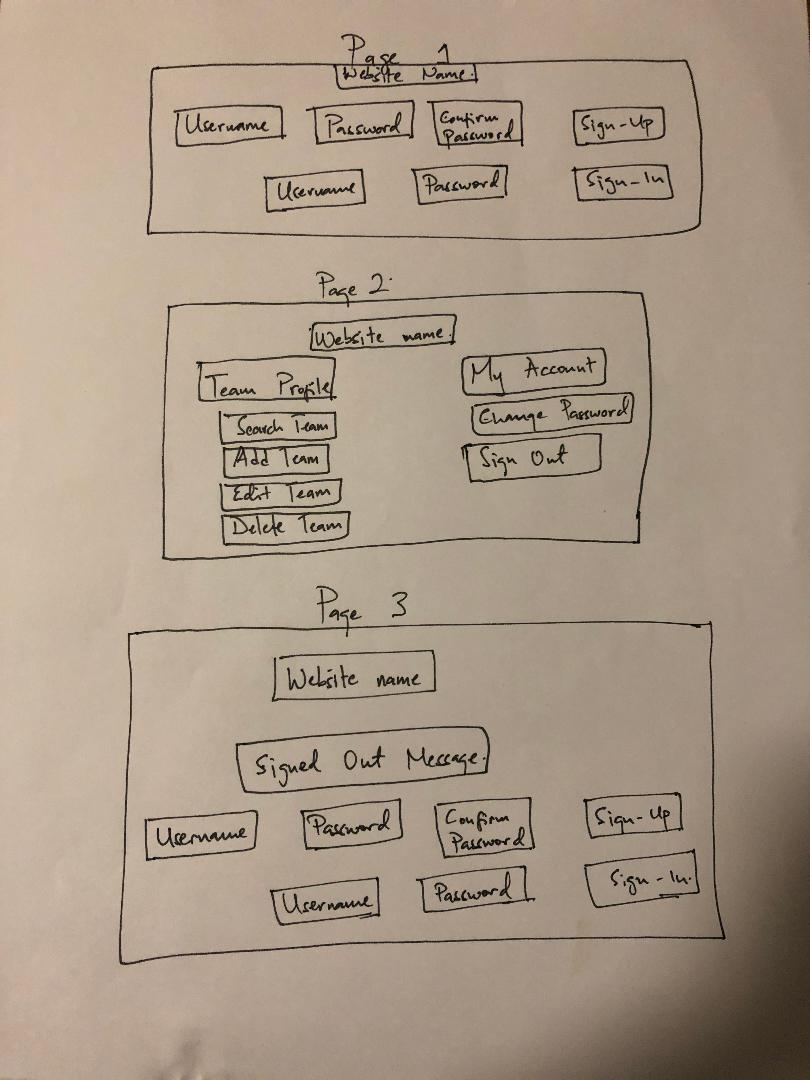 Page 1
Website Name.
Username Password Confirm Password Sign-Up
Username Password Sign-In
Page 2.
Website name.
Team Profile
My Account
Search Team
Change Password
Add Team
Sign Out
Edit Team
Delete Team
Page 3
Website name
Signed Out Message.
Username Password Confirm Password Sign-Up
Username Password Sign-In.